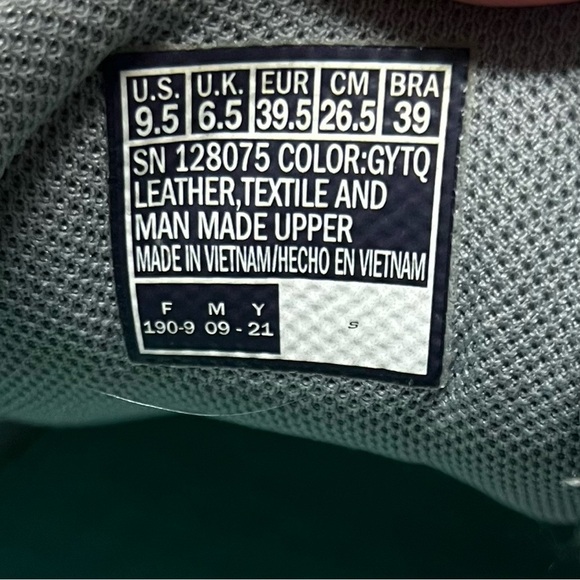 U.S. U.K. EUR CM BRA
9.5 6.5 39.5 26.5 39
SN 128075 COLOR:GYTQ
LEATHER,TEXTILE AND
MAN MADE UPPER
MADE IN VIETNAM/HECHO EN VIETNAM
F M Y
190-9 09 - 21
s